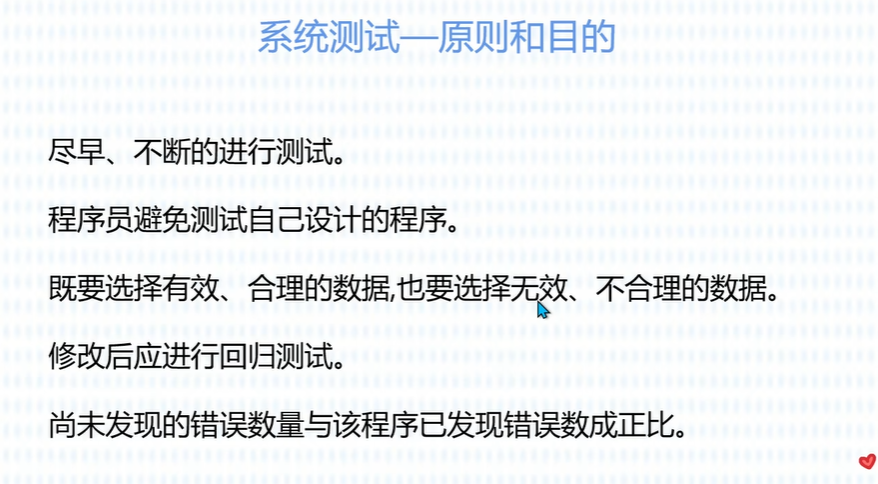 系统测试—原则和目的
尽早、不断的进行测试。
程序员避免测试自己设计的程序。
既要选择有效、合理的数据,也要选择无效、不合理的数据。
修改后应进行回归测试。
尚未发现的错误数量与该程序已发现错误数成正比。